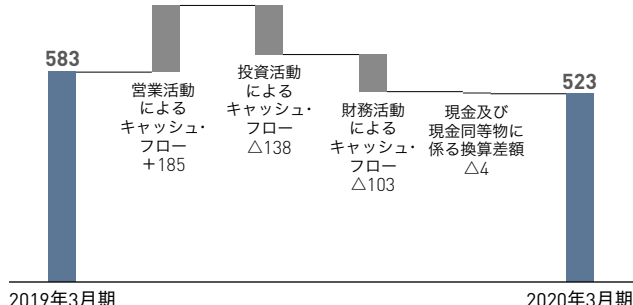 583
営業活動
による
キャッシュ・
フロー
+185
投資活動
による
キャッシュ・
フロー
△138
財務活動
による
キャッシュ・
フロー
△103
現金及び
現金同等物に
係る換算差額
△4
523
2019年3月期
2020年3月期